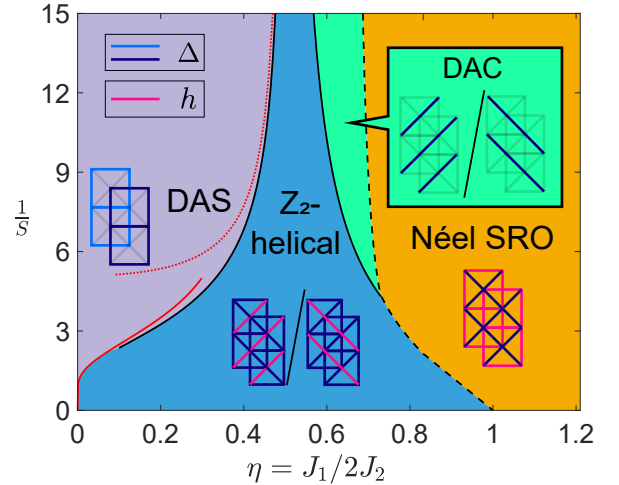 15
12
9
6
3
0
1/S
Δ
h
DAS
Z₂-
helical
DAC
Néel SRO
0 0.2 0.4 0.6 0.8 1 1.2
η = J₁/2J₂